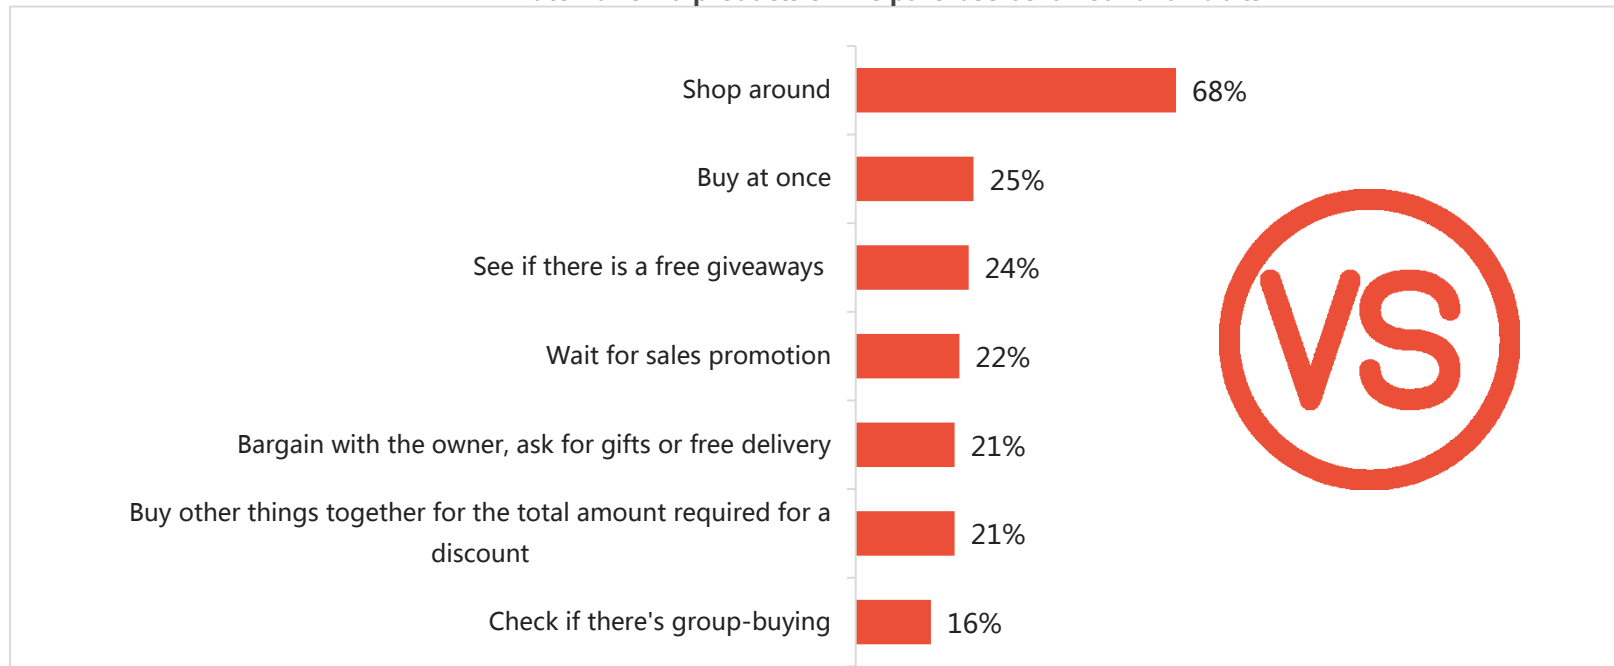 Shop around
68%
Buy at once
25%
See if there is a free giveaways
24%
Wait for sales promotion
22%
Bargain with the owner, ask for gifts or free delivery
21%
Buy other things together for the total amount required for a
discount
21%
Check if there's group-buying
16%
VS